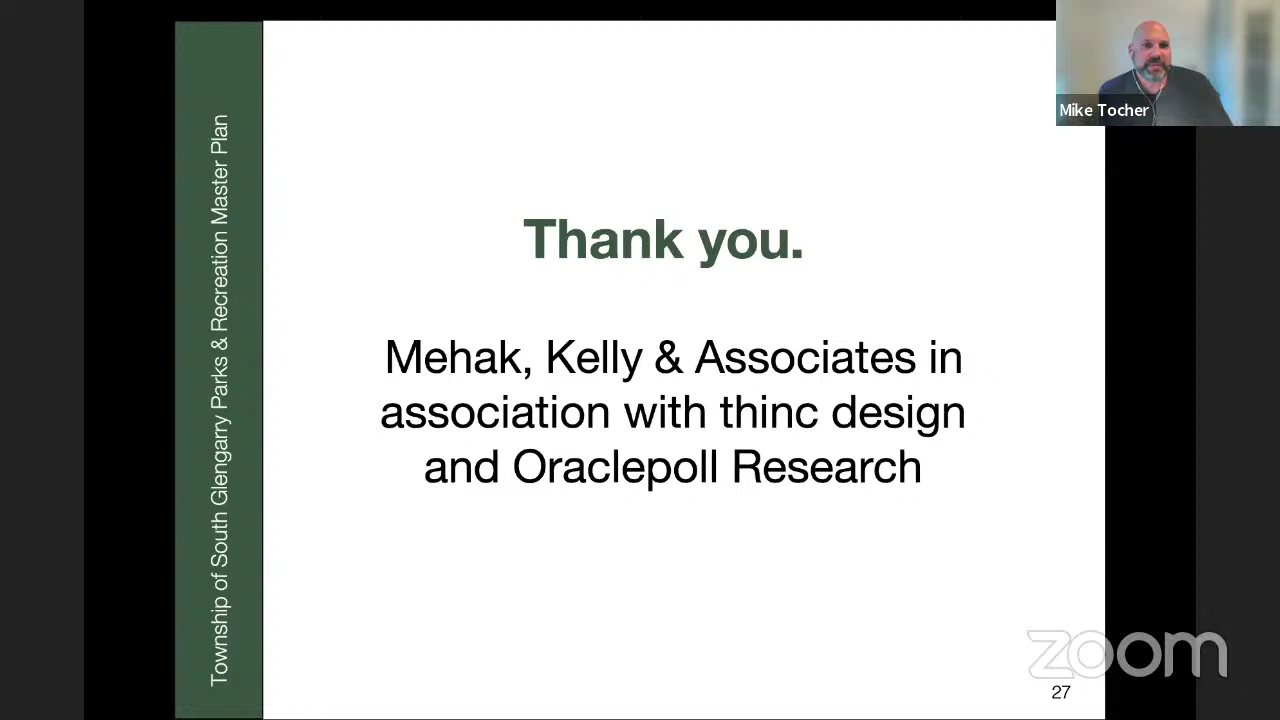 Township of South Glengarry Parks & Recreation Master Plan
Mike Tocher
Thank you.
Mehak, Kelly & Associates in
association with thinc design
and Oraclepoll Research
zoom
27